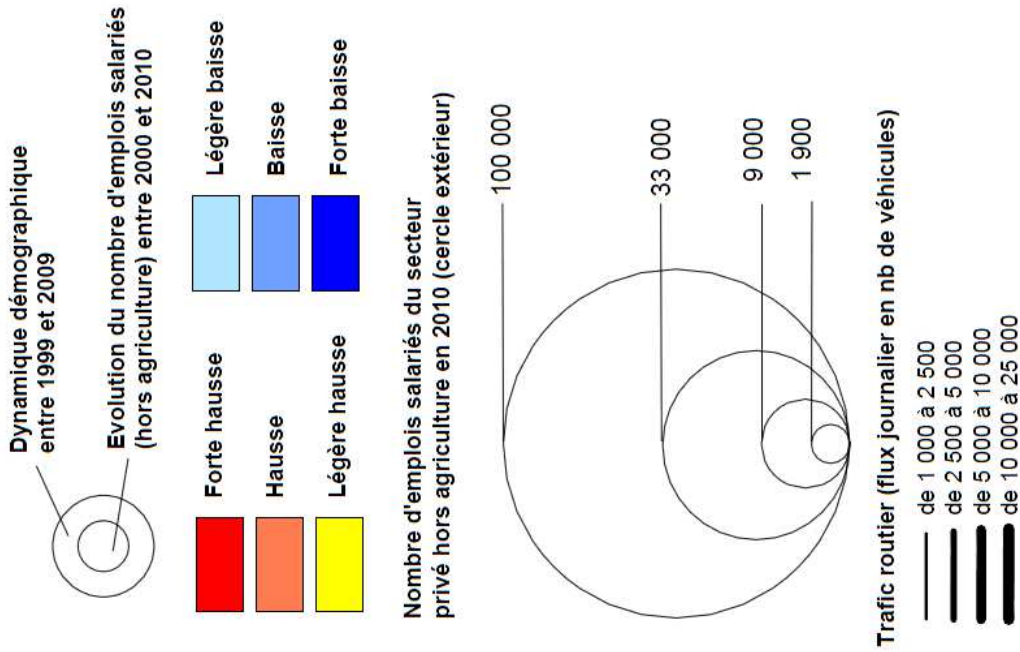 Dynamique démographique
entre 1999 et 2009
Evolution du nombre d'emplois salariés
(hors agriculture) entre 2000 et 2010
Forte hausse
Hausse
Légère hausse
Légère baisse
Baisse
Forte baisse
Nombre d'emplois salariés du secteur
privé hors agriculture en 2010 (cercle extérieur)
100 000
33 000
9 000
1 900
Trafic routier (flux journalier en nb de véhicules)
de 1 000 à 2 500
de 2 500 à 5 000
de 5 000 à 10 000
de 10 000 à 25 000